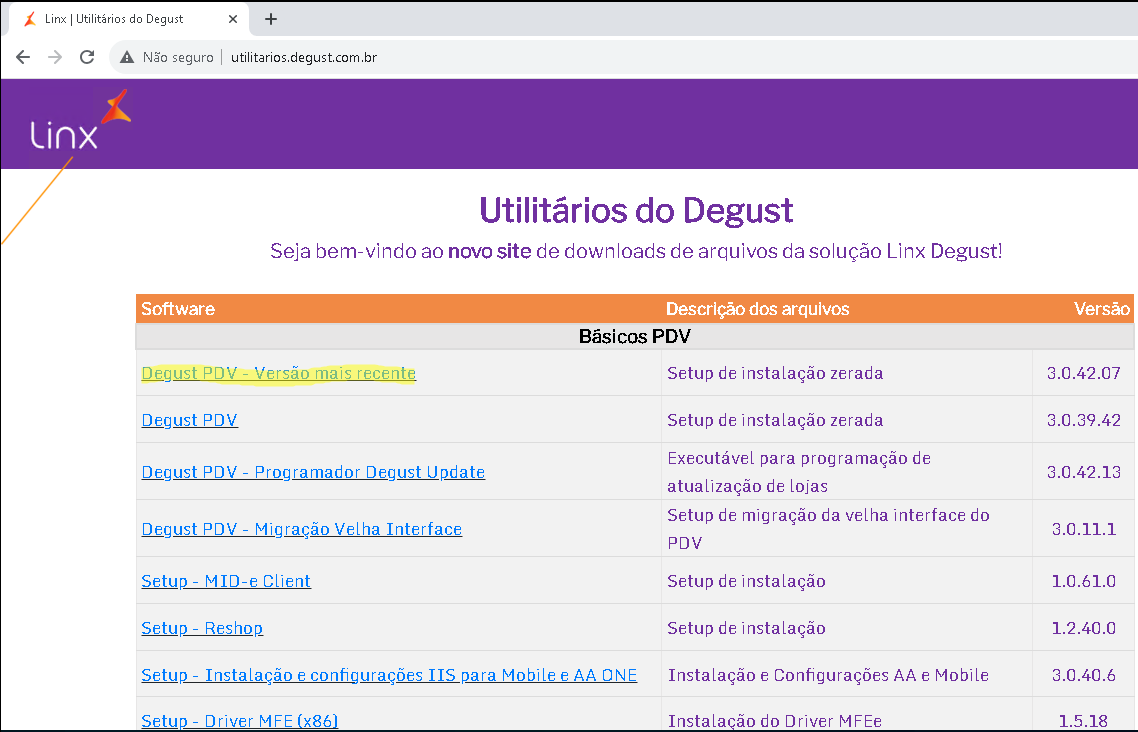 Linx | Utilitários do Degust
Não seguro | utilitarios.degust.com.br
Linx
Utilitários do Degust
Seja bem-vindo ao novo site de downloads de arquivos da solução Linx Degust!
Software Descrição dos arquivos Versão
Básicos PDV
Degust PDV - Versão mais recente Setup de instalação zerada 3.0.42.07
Degust PDV Setup de instalação zerada 3.0.39.42
Degust PDV - Programador Degust Update Executável para programação de
atualização de lojas 3.0.42.13
Degust PDV - Migração Velha Interface Setup de migração da velha interface do
PDV 3.0.11.1
Setup - MID-e Client Setup de instalação 1.0.61.0
Setup - Reshop Setup de instalação 1.2.40.0
Setup - Instalação e configurações IIS para Mobile e AA ONE Instalação e Configurações AA e Mobile 3.0.40.6
Setup - Driver MFE (x86) Instalação do Driver MFEe 1.5.18